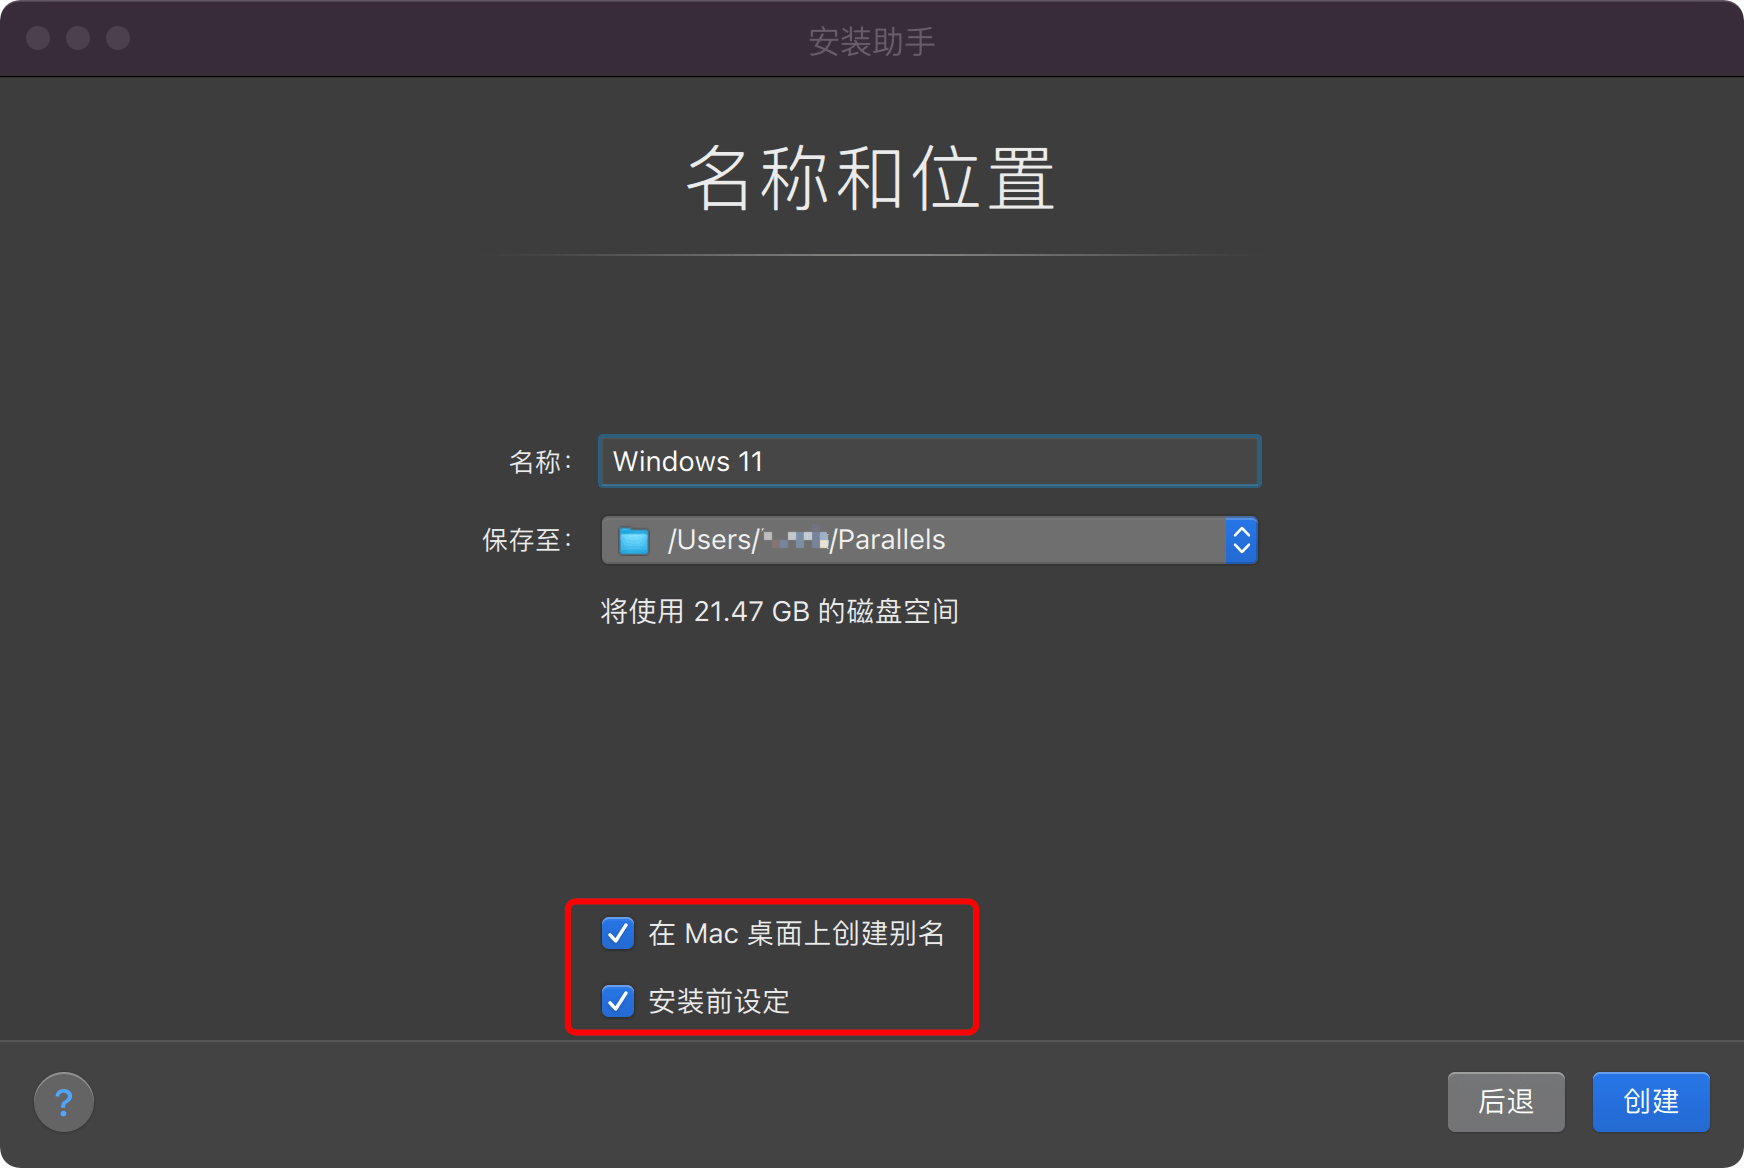 安装助手
名称和位置
名称：
Windows 11
保存至：
/Users/ /Parallels
将使用 21.47 GB 的磁盘空间
在 Mac 桌面上创建别名
安装前设定
?
后退
创建